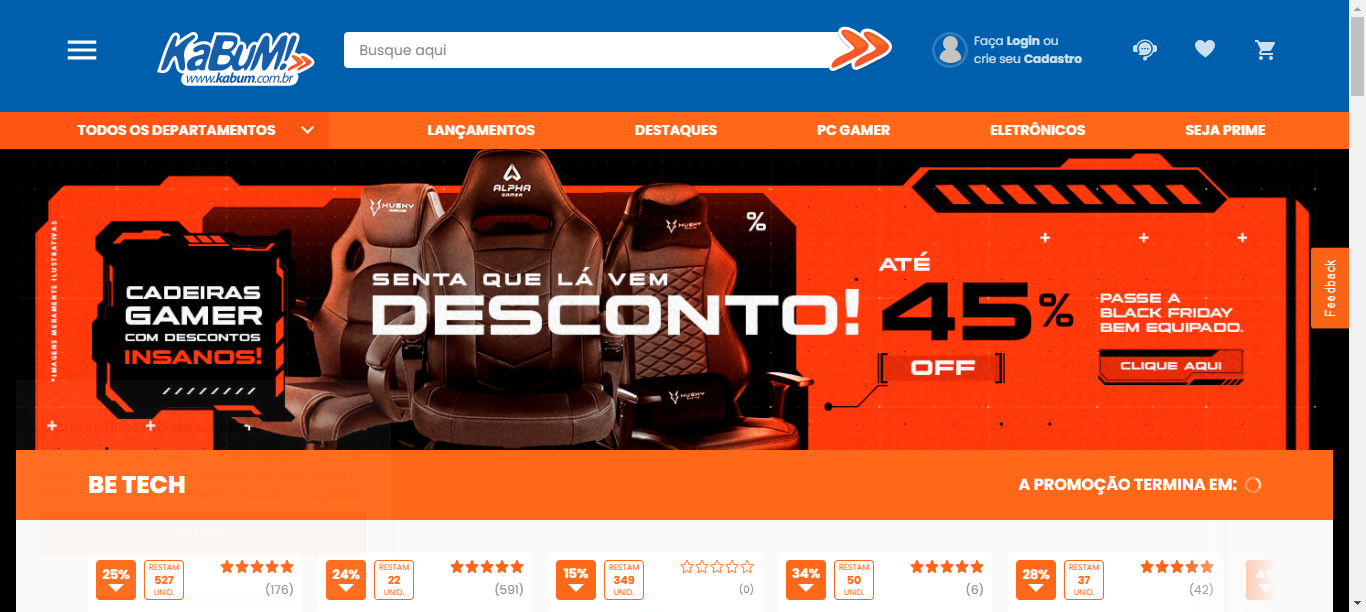 KaBuM!
www.kabum.com.br
Busque aqui
Faça Login ou
crie seu Cadastro
TODOS OS DEPARTAMENTOS
LANÇAMENTOS
DESTAQUES
PC GAMER
ELETRÔNICOS
SEJA PRIME
*IMAGENS MERAMENTE ILUSTRATIVAS
CADEIRAS
GAMER
COM DESCONTOS
INSANOS!
HUSKY
ALPHA
GAMER
HUSKY
%
HUSKY
SENTA QUE LÁ VEM
DESCONTO!
ATÉ
45%
OFF
PASSE A
BLACK FRIDAY
BEM EQUIPADO.
CLIQUE AQUI
Feedback
BE TECH
A PROMOÇÃO TERMINA EM:
25%
RESTAM
527
UNID.
(176)
24%
RESTAM
22
UNID.
(591)
15%
RESTAM
349
UNID.
(0)
34%
RESTAM
50
UNID.
(6)
28%
RESTAM
37
UNID.
(42)
4%